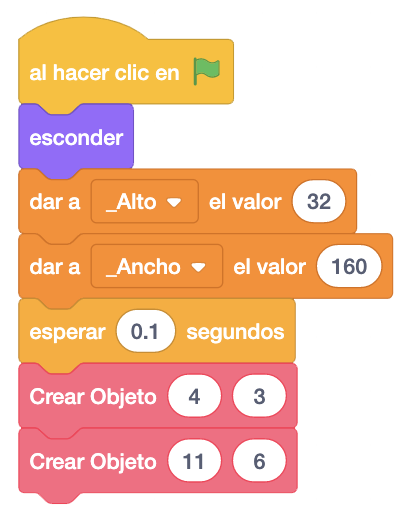 al hacer clic en
esconder
dar a _Alto el valor 32
dar a _Ancho el valor 160
esperar 0.1 segundos
Crear Objeto 4 3
Crear Objeto 11 6